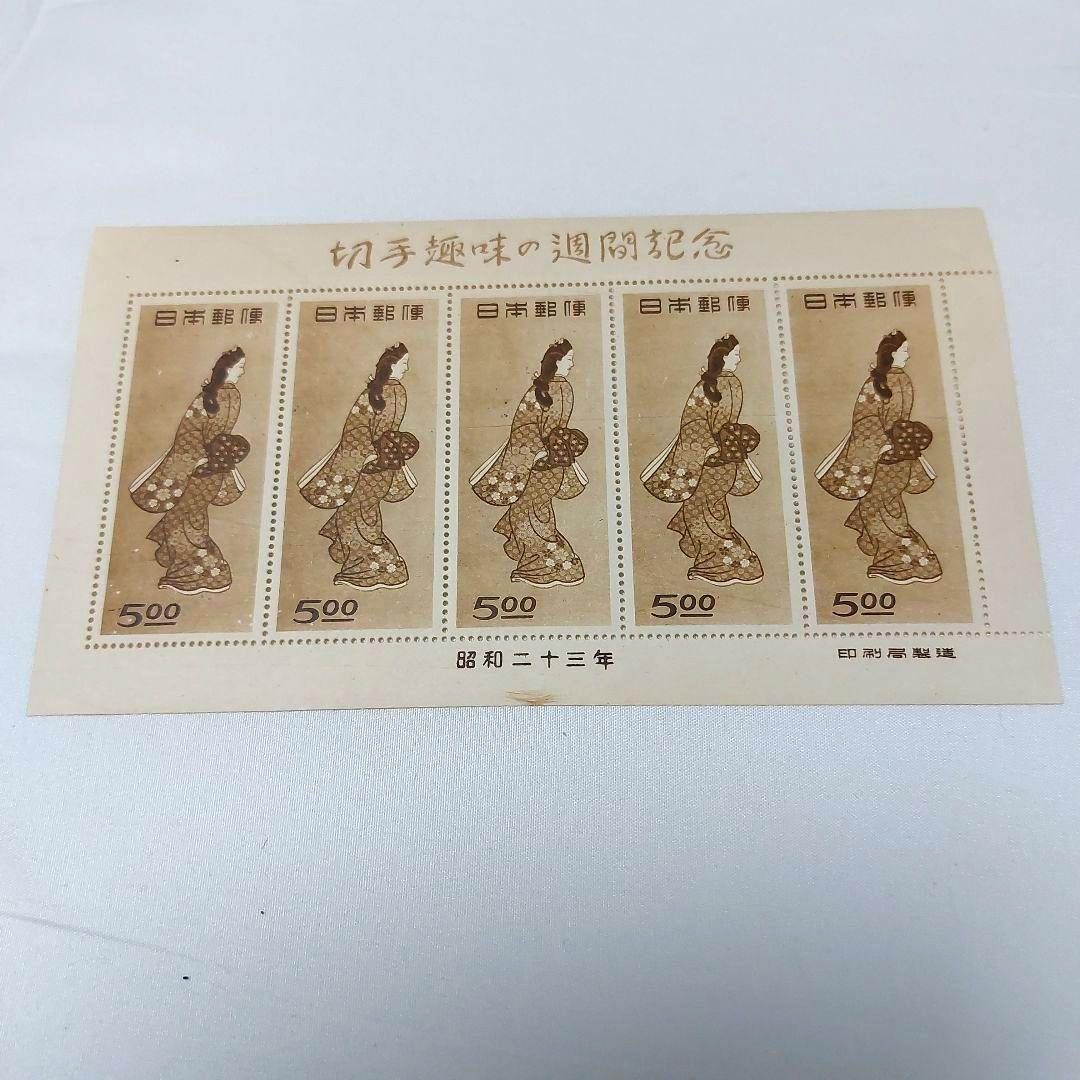 切手趣味の週間記念
日本郵便 日本郵便 日本郵便 日本郵便 日本郵便
5.00 5.00 5.00 5.00 5.00
昭和二十三年 印刷局製造